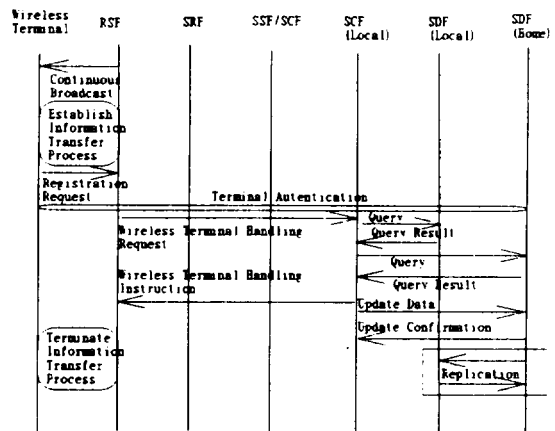 Wireless
Terminal
RSF
SRF
SSF/SCF
SCF
(Local)
SDF
(Local)
SDF
(Home)
Continuous
Broadcast
Establish
Information
Transfer
Process
Registration
Request
Terminal Autentication
Query
Wireless Terminal Handling
Request
Query Result
Query
Wireless Terminal Handling
Instruction
Query Result
Update Data
Update Confirmation
Terminate
Information
Transfer
Process
Replication